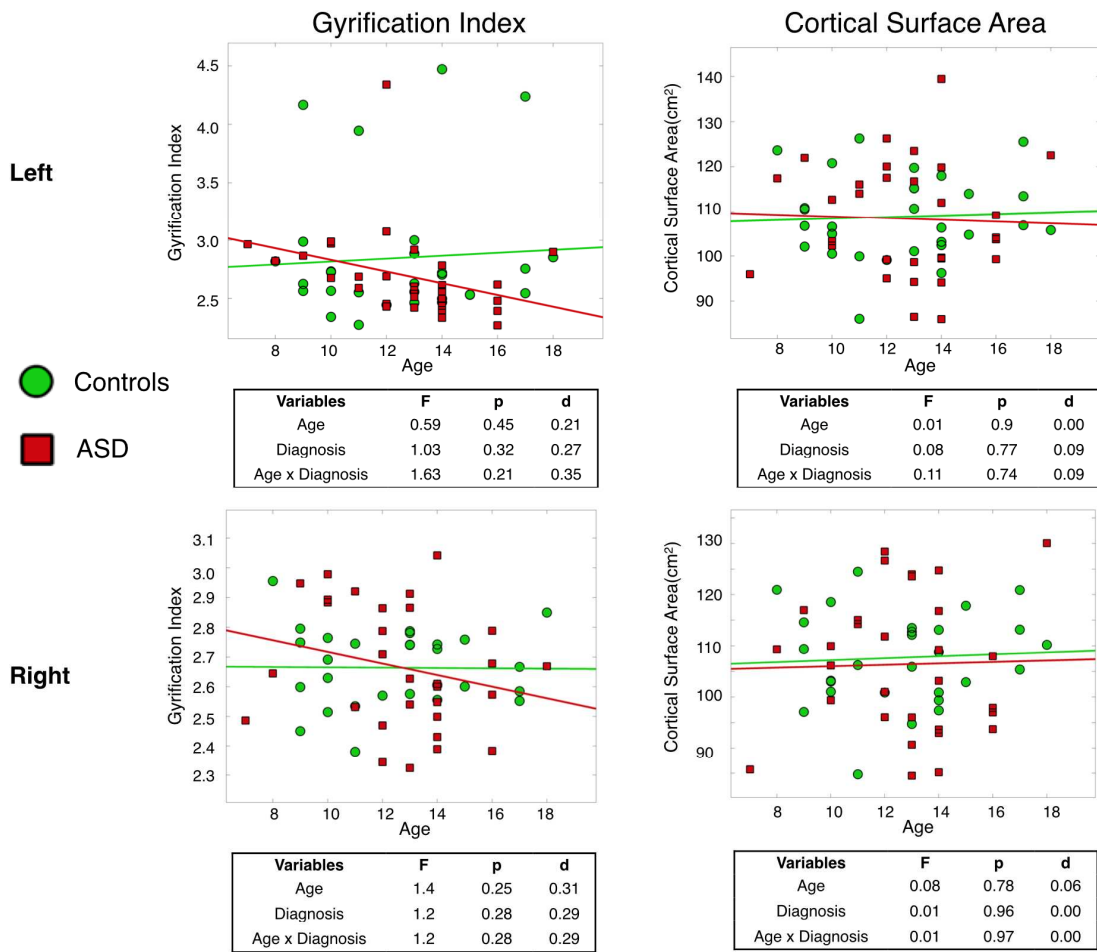 Gyrification Index
Cortical Surface Area
Left
Gyrification Index
4.5
4.0
3.5
3.0
2.5
8 10 12 14 16 18
Age
Cortical Surface Area(cm²)
140
130
120
110
100
90
8 10 12 14 16 18
Age
Controls
ASD
Variables F p d
Age 0.59 0.45 0.21
Diagnosis 1.03 0.32 0.27
Age x Diagnosis 1.63 0.21 0.35
Variables F p d
Age 0.01 0.9 0.00
Diagnosis 0.08 0.77 0.09
Age x Diagnosis 0.11 0.74 0.09
Right
Gyrification Index
3.1
3.0
2.9
2.8
2.7
2.6
2.5
2.4
2.3
8 10 12 14 16 18
Age
Cortical Surface Area(cm²)
130
120
110
100
90
8 10 12 14 16 18
Age
Variables F p d
Age 1.4 0.25 0.31
Diagnosis 1.2 0.28 0.29
Age x Diagnosis 1.2 0.28 0.29
Variables F p d
Age 0.08 0.78 0.06
Diagnosis 0.01 0.96 0.00
Age x Diagnosis 0.01 0.97 0.00